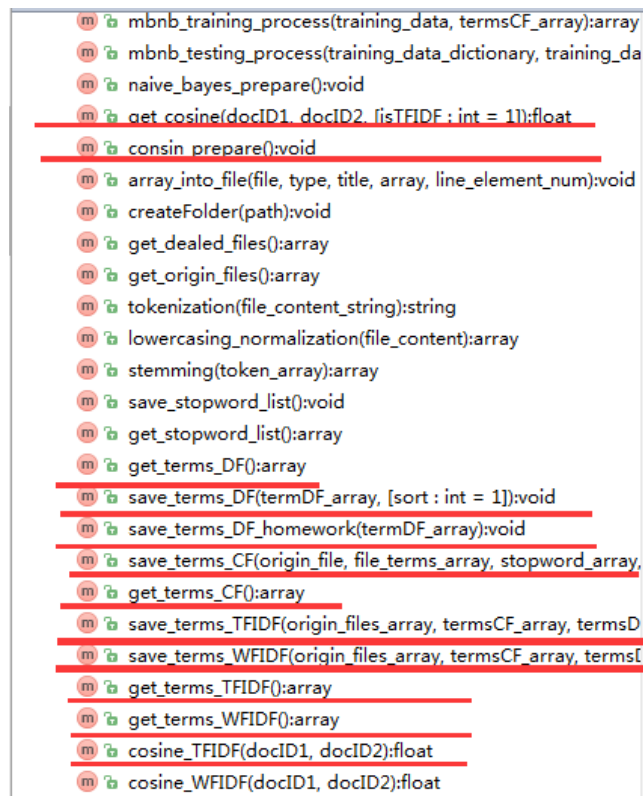 m mbnb_training_process(training_data, termsCF_array):array
m mbnb_testing_process(training_data_dictionary, training_da
m naive_bayes_prepare():void
m get_cosine(docID1, docID2, [isTFIDF : int = 1]):float
m consin_prepare():void
m array_into_file(file, type, title, array, line_element_num):void
m createFolder(path):void
m get_dealed_files():array
m get_origin_files():array
m tokenization(file_content_string):string
m lowercasing_normalization(file_content):array
m stemming(token_array):array
m save_stopword_list():void
m get_stopword_list():array
m get_terms_DF():array
m save_terms_DF(termDF_array, [sort : int = 1]):void
m save_terms_DF_homework(termDF_array):void
m save_terms_CF(origin_file, file_terms_array, stopword_array,
m get_terms_CF():array
m save_terms_TFIDF(origin_files_array, termsCF_array, termsD
m save_terms_WFIDF(origin_files_array, termsCF_array, terms
m get_terms_TFIDF():array
m get_terms_WFIDF():array
m cosine_TFIDF(docID1, docID2):float
m cosine_WFIDF(docID1, docID2):float